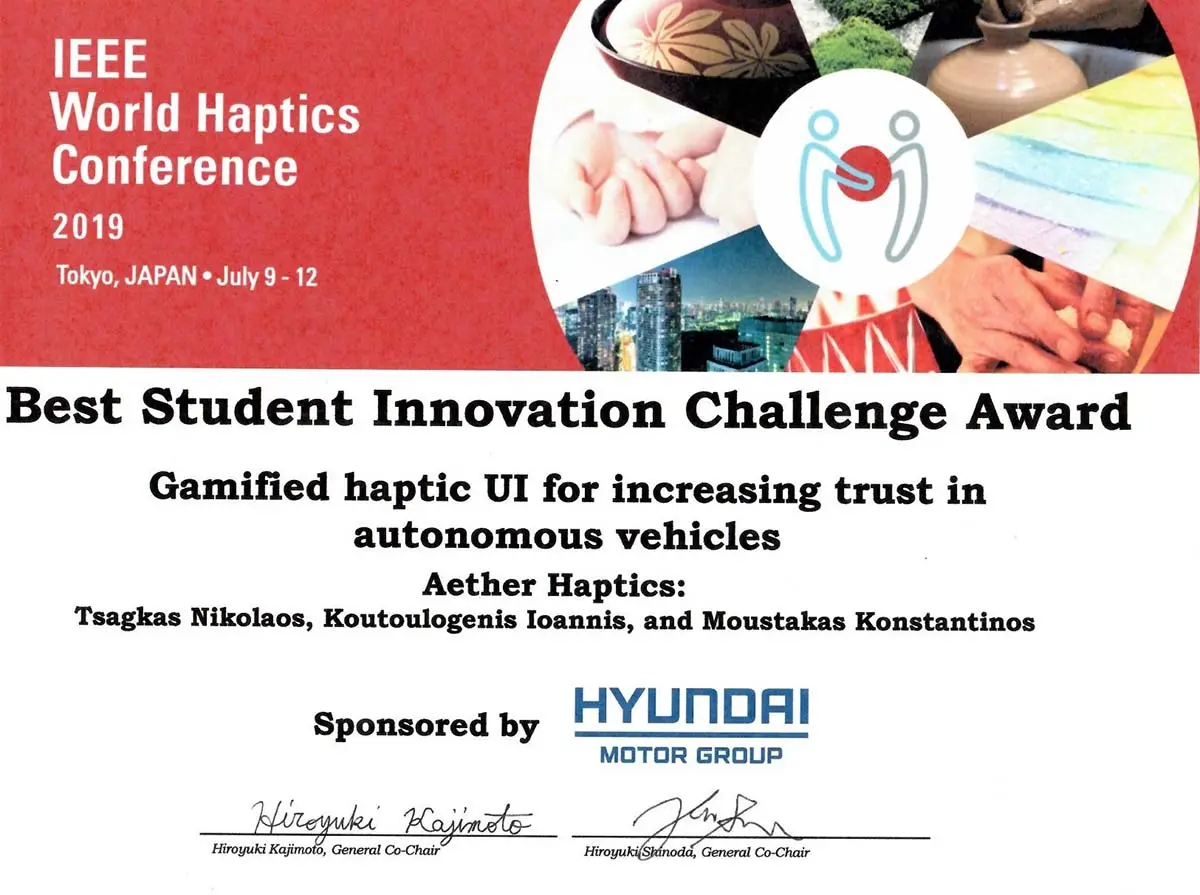 IEEE
World Haptics
Conference
2019
Tokyo, JAPAN • July 9 - 12
Best Student Innovation Challenge Award
Gamified haptic UI for increasing trust in
autonomous vehicles
Aether Haptics:
Tsagkas Nikolaos, Koutoulogenis Ioannis, and Moustakas Konstantinos
Sponsored by
HYUNDAI
MOTOR GROUP
Hiroyuki Kajimoto
Hiroyuki Kajimoto, General Co-Chair
Hiroyuki Shinoda, General Co-Chair